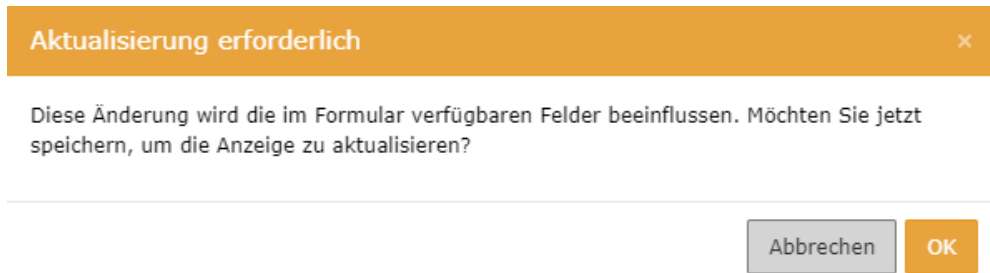 Aktualisierung erforderlich ×
Diese Änderung wird die im Formular verfügbaren Felder beeinflussen. Möchten Sie jetzt
speichern, um die Anzeige zu aktualisieren?
Abbrechen OK